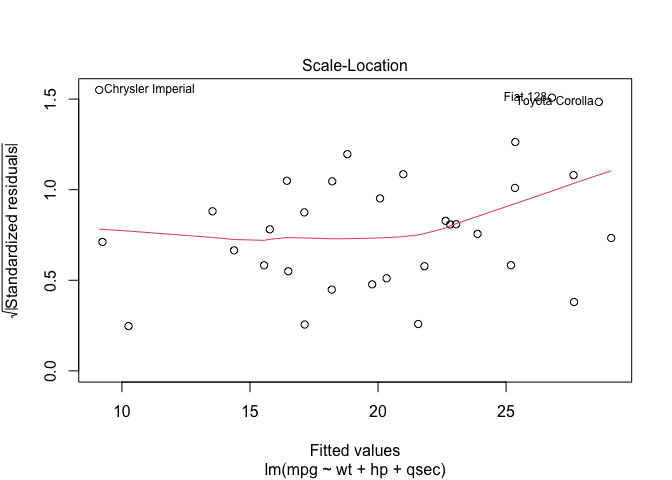 Scale-Location
Chrysler Imperial
Fiat 128
Toyota Corolla
√|Standardized residuals|
1.5
1.0
0.5
0.0
10 15 20 25
Fitted values
lm(mpg ~ wt + hp + qsec)